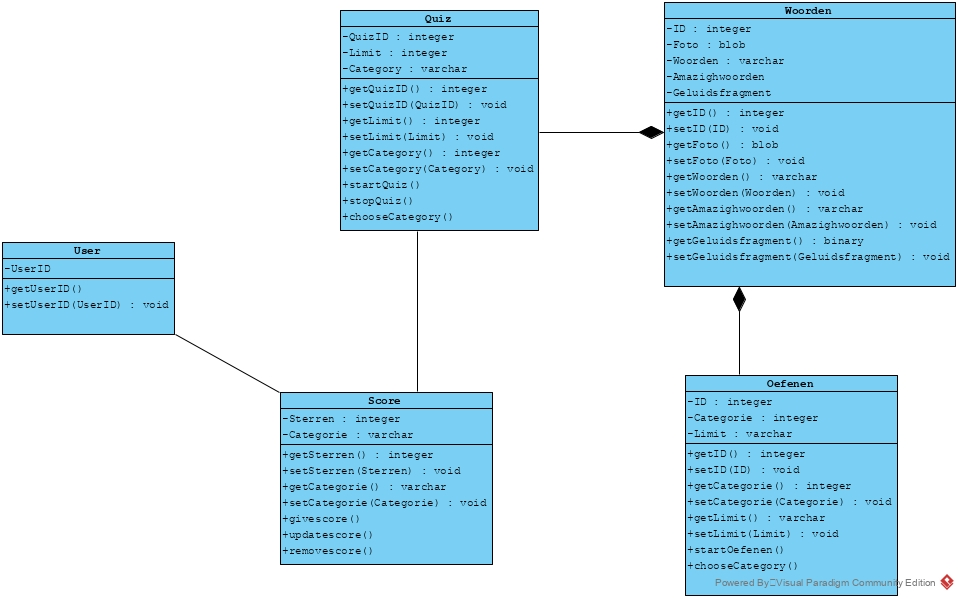 Quiz
-QuizID : integer
-Limit : integer
-Category : varchar
+getQuizID() : integer
+setQuizID(QuizID) : void
+getLimit() : integer
+setLimit(Limit) : void
+getCategory() : integer
+setCategory(Category) : void
+startQuiz()
+stopQuiz()
+chooseCategory()
Woorden
-ID : integer
-Foto : blob
-Woorden : varchar
-Amazighwoorden
-Geluidsfragment
+getID() : integer
+setID(ID) : void
+getFoto() : blob
+setFoto(Foto) : void
+getWoorden() : varchar
+setWoorden(Woorden) : void
+getAmazighwoorden() : varchar
+setAmazighwoorden(Amazighwoorden) : void
+getGeluidsfragment() : binary
+setGeluidsfragment(Geluidsfragment) : void
User
-UserID
+getUserID()
+setUserID(UserID) : void
Score
-Sterren : integer
-Categorie : varchar
+getSterren() : integer
+setSterren(Sterren) : void
+getCategorie() : varchar
+setCategorie(Categorie) : void
+givescore()
+updatescore()
+removescore()
Oefenen
-ID : integer
-Categorie : integer
-Limit : varchar
+getID() : integer
+setID(ID) : void
+getCategorie() : integer
+setCategorie(Categorie) : void
+getLimit() : varchar
+setLimit(Limit) : void
+startOefenen()
+chooseCategory()
Powered By Visual Paradigm Community Edition